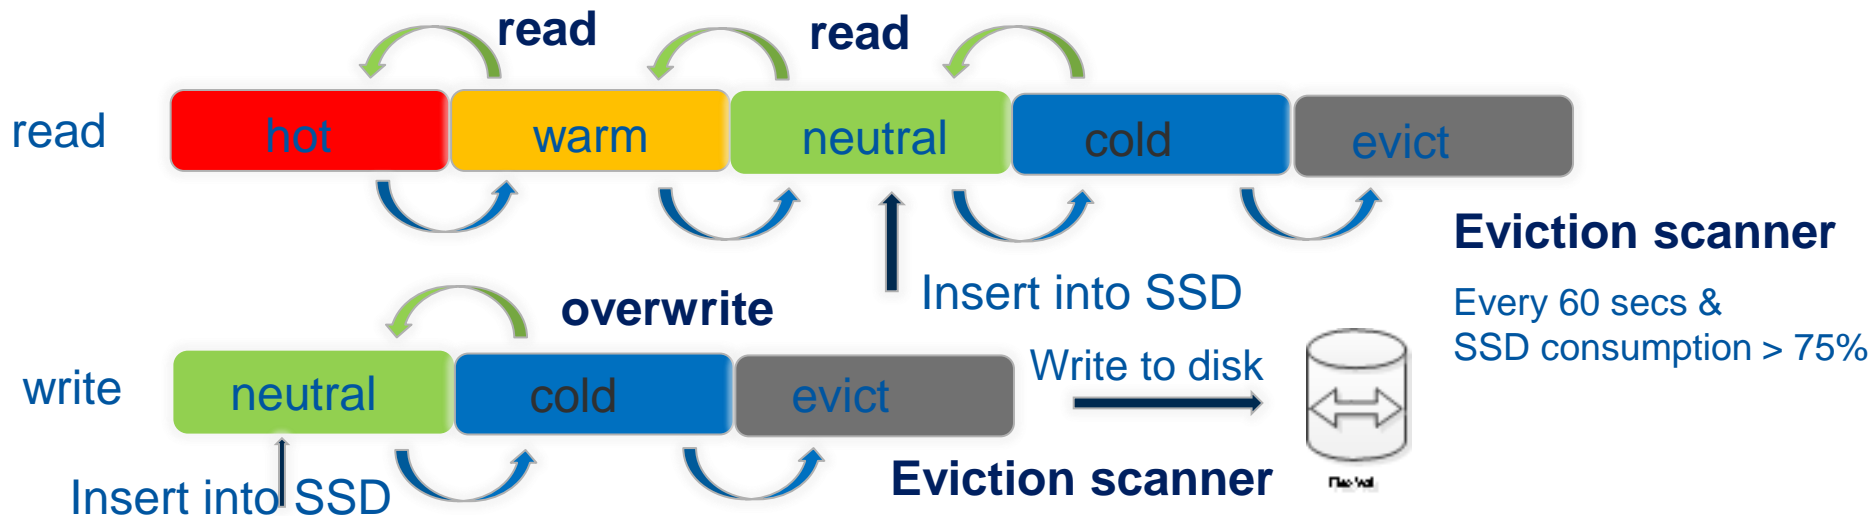 read read
read hot warm neutral cold evict
Eviction scanner
Insert into SSD
Every 60 secs &
SSD consumption > 75%
overwrite
Write to disk
write neutral cold evict
Eviction scanner
Insert into SSD